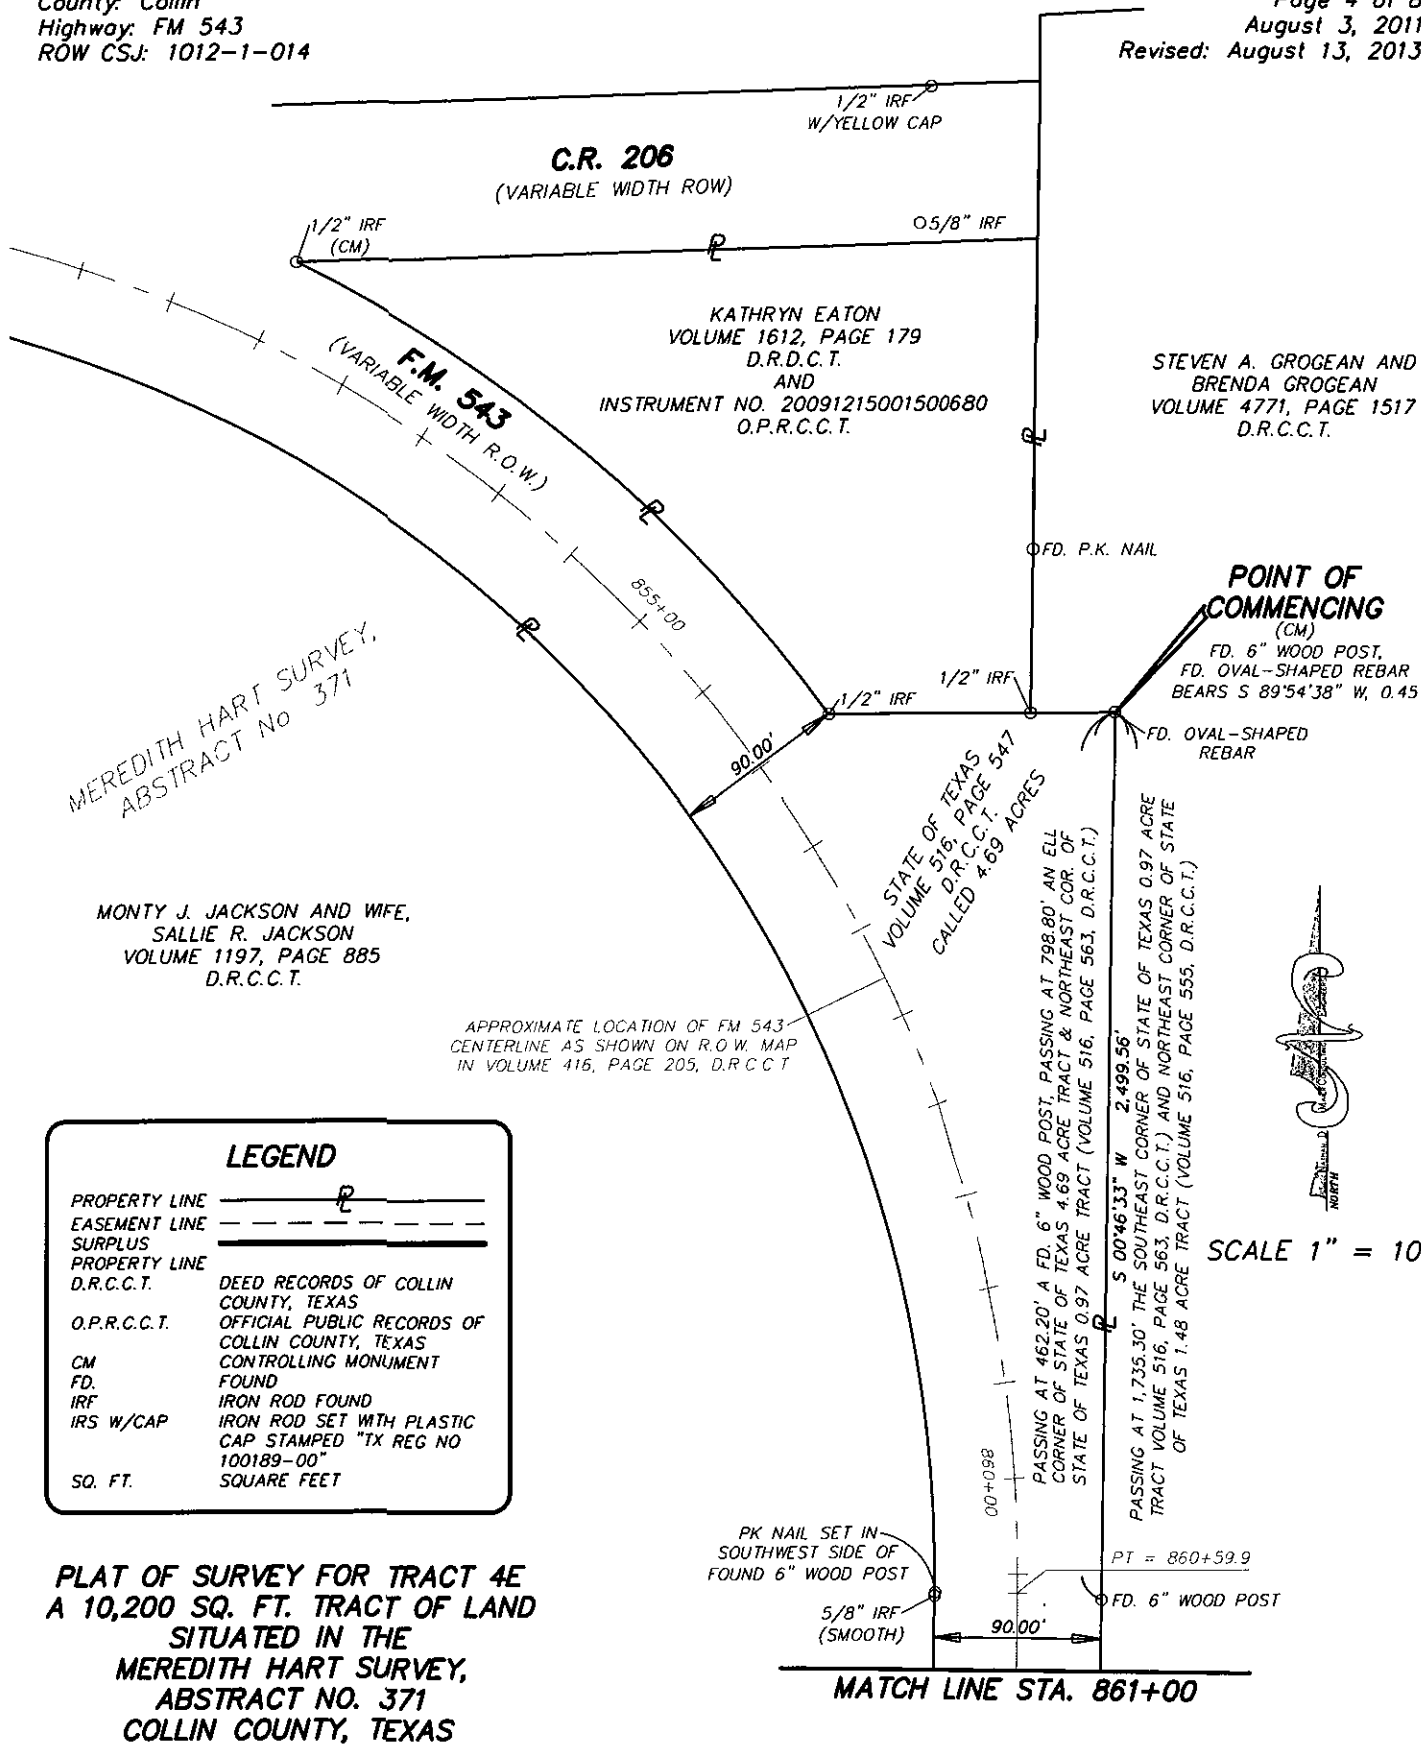 County: Collin
Highway: FM 543
ROW CSJ: 1012-1-014
Page 4 of 8
August 3, 2011
Revised: August 13, 2013
1/2" IRF
W/YELLOW CAP
C.R. 206
(VARIABLE WIDTH ROW)
1/2" IRF
(CM)
5/8" IRF
F.M. 543
(VARIABLE WIDTH R.O.W.)
KATHRYN EATON
VOLUME 1612, PAGE 179
D.R.D.C.T.
AND
INSTRUMENT NO. 20091215001500680
O.P.R.C.C.T.
STEVEN A. GROGEAN AND
BRENDA GROGEAN
VOLUME 4771, PAGE 1517
D.R.C.C.T.
FD. P.K. NAIL
POINT OF
COMMENCING
(CM)
FD. 6" WOOD POST,
FD. OVAL-SHAPED REBAR
BEARS S 89°54'38" W, 0.45
855+00
1/2" IRF
1/2" IRF
FD. OVAL-SHAPED
REBAR
90.00'
MEREDITH HART SURVEY,
ABSTRACT No 371
STATE OF TEXAS
VOLUME 516, PAGE 547
D.R.C.C.T.
CALLED 4.69 ACRES
MONTY J. JACKSON AND WIFE,
SALLIE R. JACKSON
VOLUME 1197, PAGE 885
D.R.C.C.T.
APPROXIMATE LOCATION OF FM 543
CENTERLINE AS SHOWN ON R.O.W. MAP
IN VOLUME 416, PAGE 205, D.R C C T
PASSING AT 462.20' A FD. 6" WOOD POST, PASSING AT 798.80' AN ELL
CORNER OF STATE OF TEXAS 4.69 ACRE TRACT & NORTHEAST COR. OF
STATE OF TEXAS 0.97 ACRE TRACT (VOLUME 516, PAGE 563, D.R.C.C.T.)
S 00°46'33" W 2,499.56'
PASSING AT 1,735.30' THE SOUTHEAST CORNER OF STATE OF TEXAS 0.97 ACRE
TRACT VOLUME 516, PAGE 563, D.R.C.C.T.) AND NORTHEAST CORNER OF STATE
OF TEXAS 1.48 ACRE TRACT (VOLUME 516, PAGE 555, D.R.C.C.T.)
NORTH
SCALE 1" = 10
LEGEND
PROPERTY LINE
EASEMENT LINE
SURPLUS
PROPERTY LINE
D.R.C.C.T. DEED RECORDS OF COLLIN
COUNTY, TEXAS
O.P.R.C.C.T. OFFICIAL PUBLIC RECORDS OF
COLLIN COUNTY, TEXAS
CM CONTROLLING MONUMENT
FD. FOUND
IRF IRON ROD FOUND
IRS W/CAP IRON ROD SET WITH PLASTIC
CAP STAMPED "TX REG NO
100189-00"
SQ. FT. SQUARE FEET
860+00
PK NAIL SET IN
SOUTHWEST SIDE OF
FOUND 6" WOOD POST
PT = 860+59.9
FD. 6" WOOD POST
5/8" IRF
(SMOOTH)
90.00'
MATCH LINE STA. 861+00
PLAT OF SURVEY FOR TRACT 4E
A 10,200 SQ. FT. TRACT OF LAND
SITUATED IN THE
MEREDITH HART SURVEY,
ABSTRACT NO. 371
COLLIN COUNTY, TEXAS